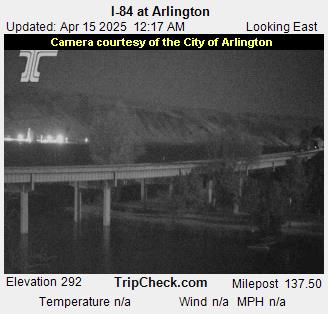 I-84 at Arlington
Updated: Apr 15 2025 12:17 AM Looking East
Camera courtesy of the City of Arlington
Elevation 292 TripCheck.com Milepost 137.50
Temperature n/a Wind n/a MPH n/a